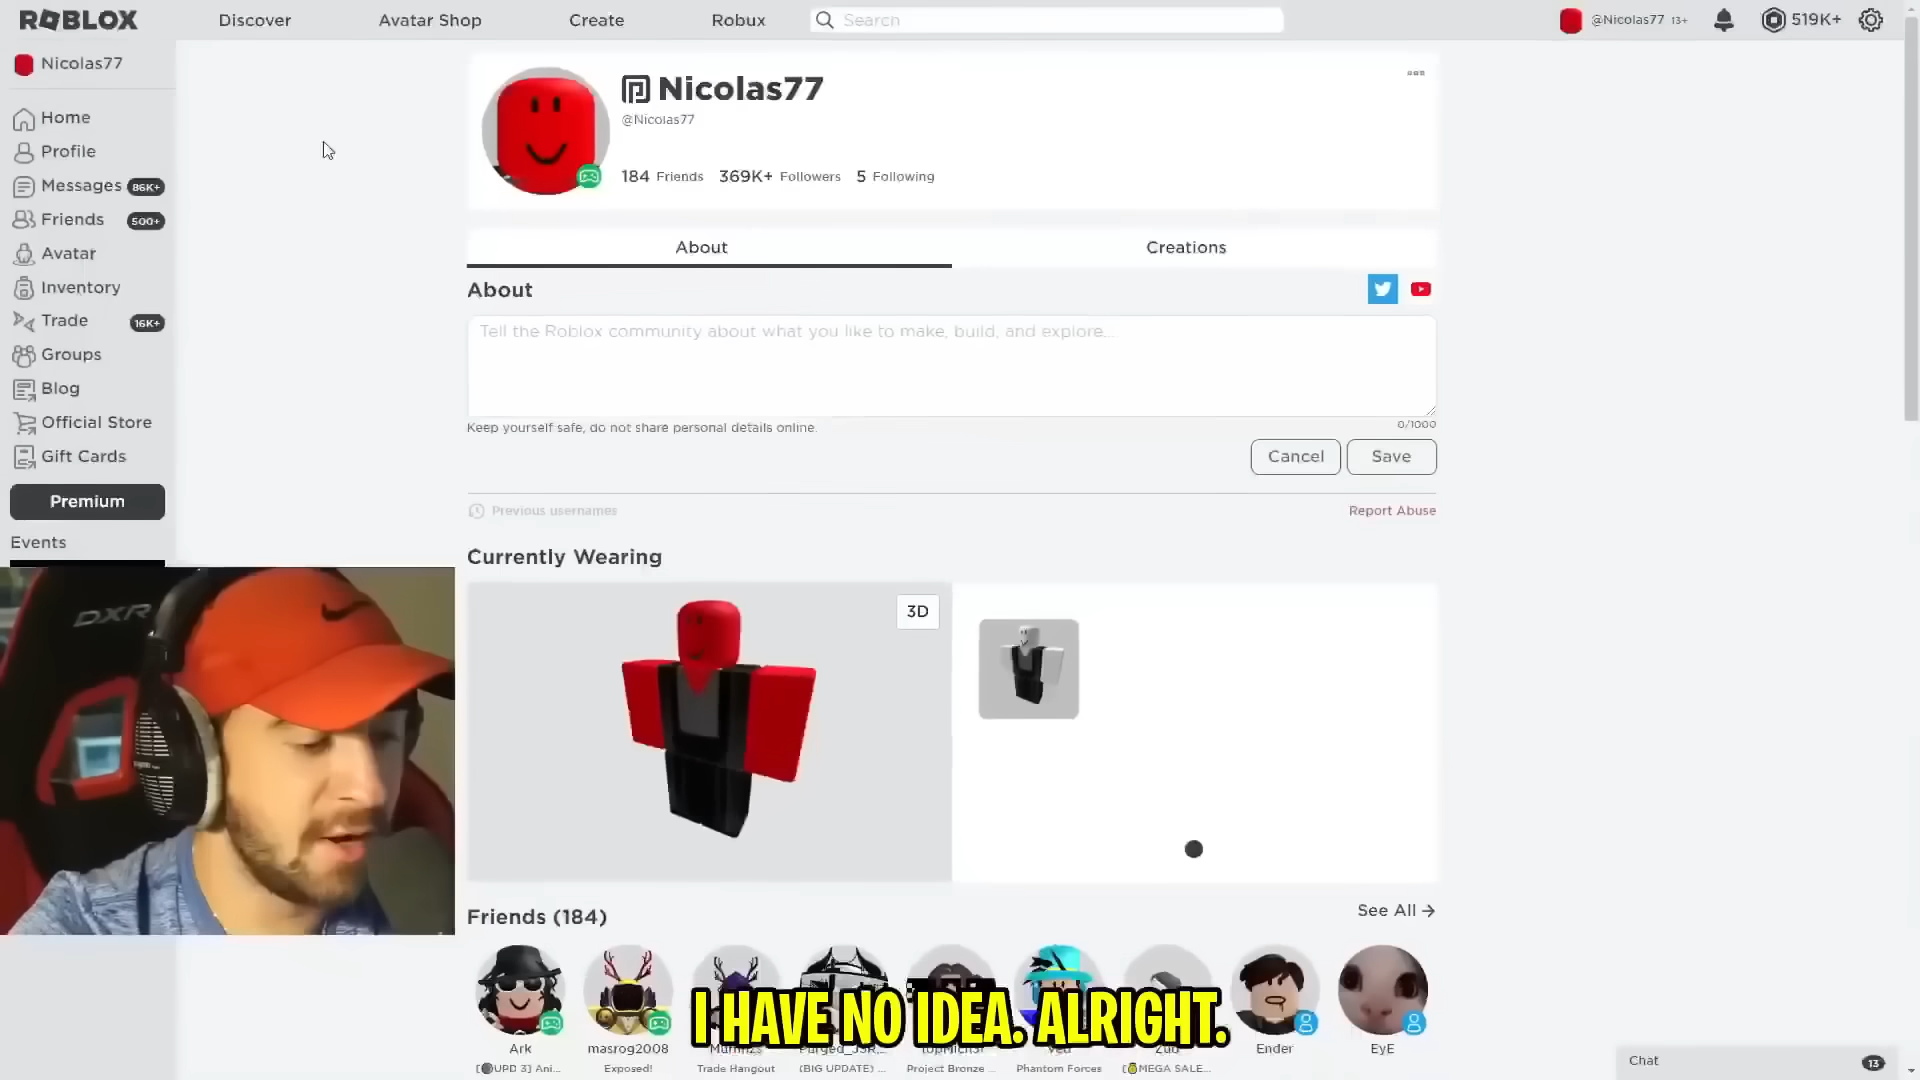 ROBLOX
Discover
Avatar Shop
Create
Robux
Search
@Nicolas77 13+
519K+
Nicolas77
Home
Profile
Messages 86K+
Friends 500+
Avatar
Inventory
Trade 16K+
Groups
Blog
Official Store
Gift Cards
Premium
Events
Nicolas77
@Nicolas77
184 Friends 369K+ Followers 5 Following
About
Creations
About
Tell the Roblox community about what you like to make, build, and explore...
Keep yourself safe, do not share personal details online.
0/1000
Cancel
Save
Previous usernames
Report Abuse
Currently Wearing
3D
DXR
Friends (184)
See All
I HAVE NO IDEA. ALRIGHT.
Ark
masrog2008
Ender
EyE
UPD 3] Ani...
Exposed!
Trade Hangout
(BIG UPDATE) ...
Project Bronze ...
Phantom Forces
MEGA SALE...
Chat
13